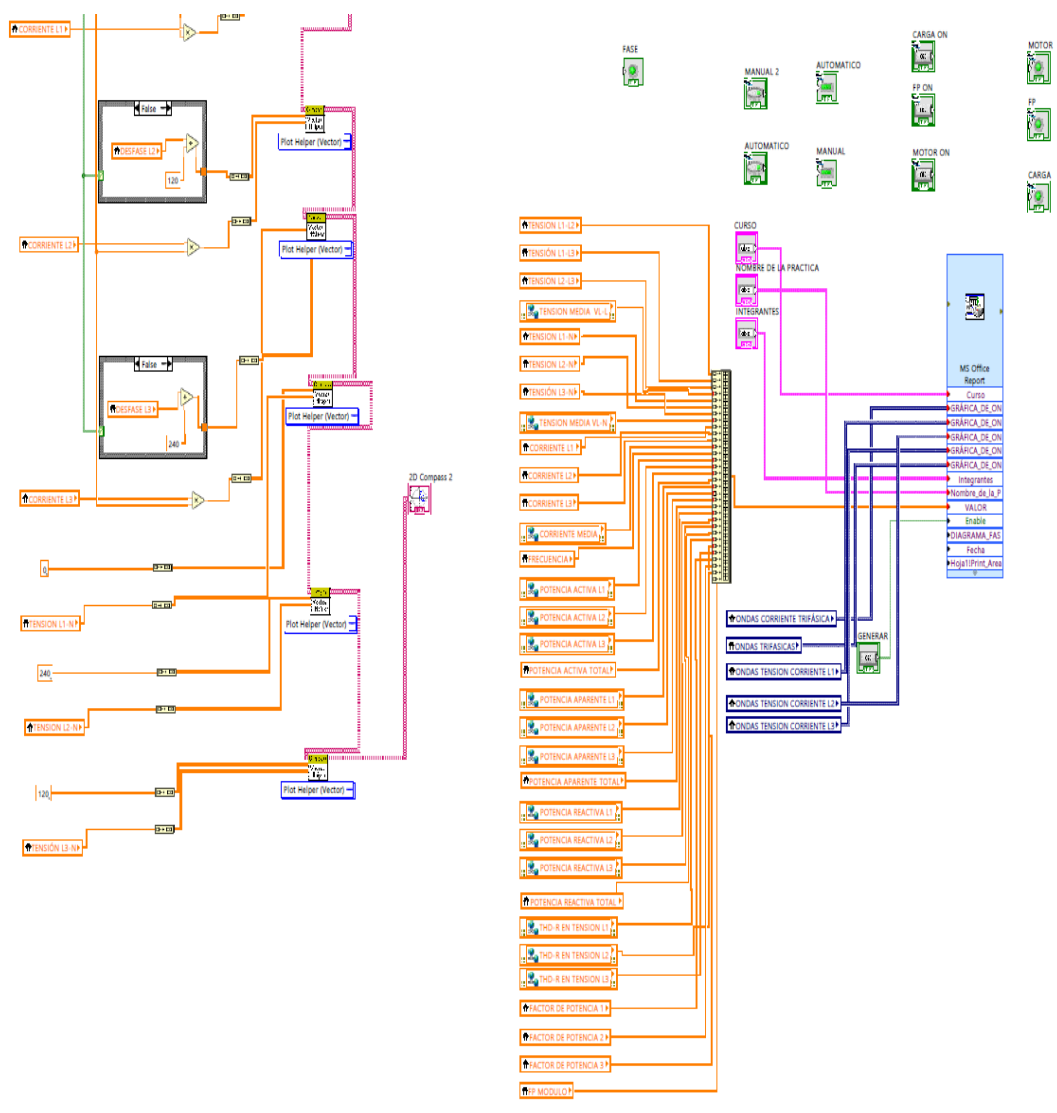 CORRIENTE L1
False
DESFASE L2
120
Plot Helper (Vector)
CORRIENTE L2
Plot Helper (Vector)
False
DESFASE L3
240
Plot Helper (Vector)
CORRIENTE L3
2D Compass 2
0
TENSION L1-N
Plot Helper (Vector)
240
TENSION L2-N
Plot Helper (Vector)
120
TENSIÓN L3-N
FASE
MANUAL 2
AUTOMATICO
CARGA ON
MOTOR
FP ON
FP
AUTOMATICO
MANUAL
MOTOR ON
CARGA
TENSION L1-L2
TENSIÓN L1-L3
TENSION L2-L3
TENSION MEDIA VL-L
TENSION L1-N
TENSION L2-N
TENSIÓN L3-N
TENSION MEDIA VL-N
CORRIENTE L1
CORRIENTE L2
CORRIENTE L3
CORRIENTE MEDIA
FRECUENCIA
POTENCIA ACTIVA L1
POTENCIA ACTIVA L2
POTENCIA ACTIVA L3
POTENCIA ACTIVA TOTAL
POTENCIA APARENTE L1
POTENCIA APARENTE L2
POTENCIA APARENTE L3
POTENCIA APARENTE TOTAL
POTENCIA REACTIVA L1
POTENCIA REACTIVA L2
POTENCIA REACTIVA L3
POTENCIA REACTIVA TOTAL
THD-R EN TENSION L1
THD-R EN TENSION L2
THD-R EN TENSION L3
FACTOR DE POTENCIA 1
FACTOR DE POTENCIA 2
FACTOR DE POTENCIA 3
FP MODULO
CURSO
abc
NOMBRE DE LA PRACTICA
abc
INTEGRANTES
abc
MS Office
Report
Curso
GRÁFICA_DE_ON
GRÁFICA_DE_ON
GRÁFICA_DE_ON
GRÁFICA_DE_ON
GRÁFICA_DE_ON
Integrantes
Nombre_de_la_P
VALOR
Enable
DIAGRAMA_FAS
Fecha
Hoja1!Print_Area
ONDAS CORRIENTE TRIFÁSICA
ONDAS TRIFASICAS
GENERAR
ONDAS TENSION CORRIENTE L1
ONDAS TENSION CORRIENTE L2
ONDAS TENSION CORRIENTE L3